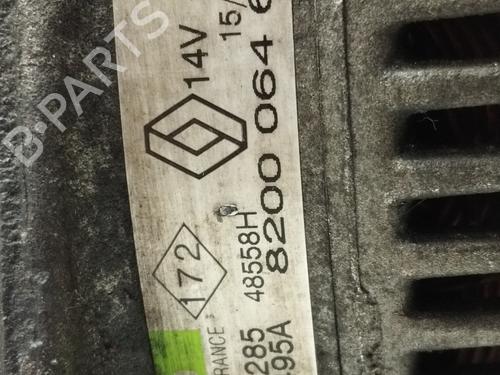 14V 15/
172 48558H 8200 064 6
RANCE 285
95A
B-PARTS